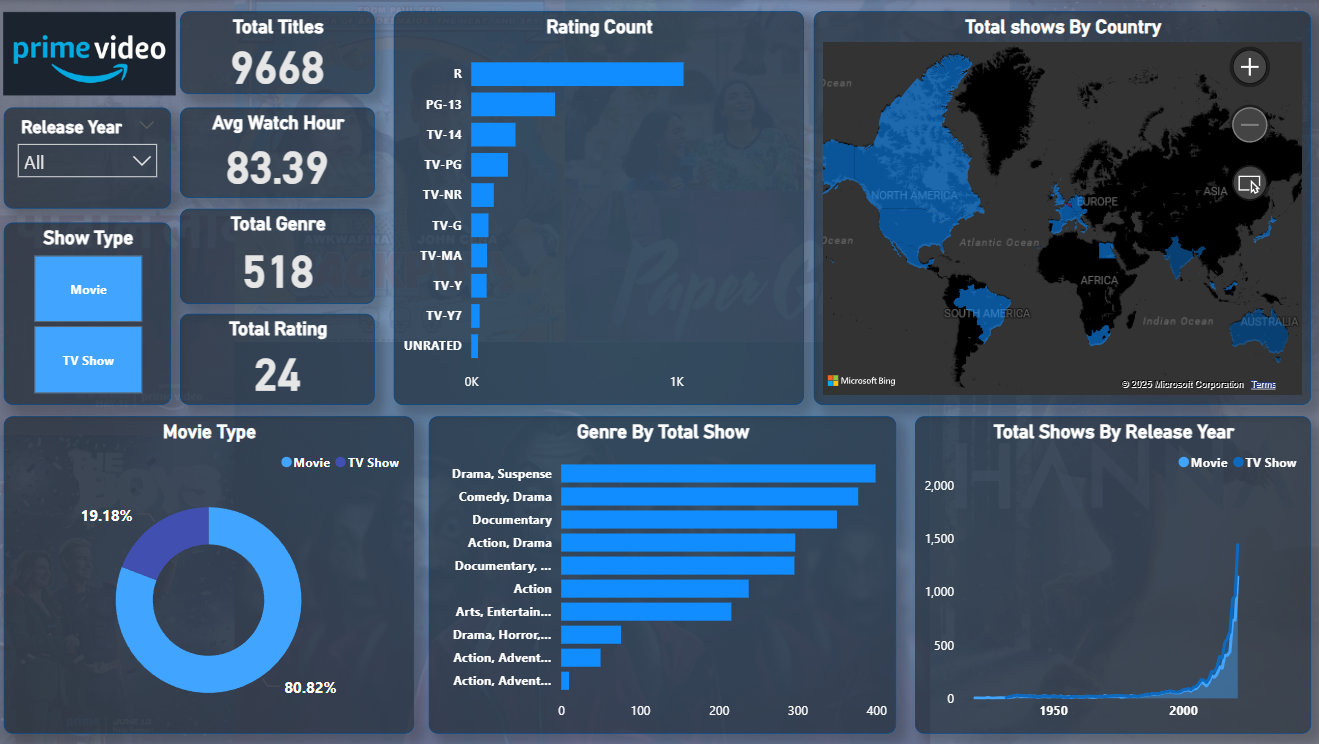 prime video
Release Year
All
Show Type
Movie
TV Show
Total Titles
9668
Avg Watch Hour
83.39
Total Genre
518
Total Rating
24
Rating Count
R
PG-13
TV-14
TV-PG
TV-NR
TV-G
TV-MA
TV-Y
TV-Y7
UNRATED
0K 1K
Total shows By Country
Ocean
NORTH AMERICA
EUROPE
ASIA
Ocean
Atlantic Ocean
AFRICA
SOUTH AMERICA
Indian Ocean
AUSTRALIA
Microsoft Bing
© 2025 Microsoft Corporation Terms
Movie Type
Movie TV Show
19.18%
80.82%
Genre By Total Show
Drama, Suspense
Comedy, Drama
Documentary
Action, Drama
Documentary, ...
Action
Arts, Entertain...
Drama, Horror,...
Action, Advent...
Action, Advent...
0 100 200 300 400
Total Shows By Release Year
Movie TV Show
2,000
1,500
1,000
500
0
1950 2000